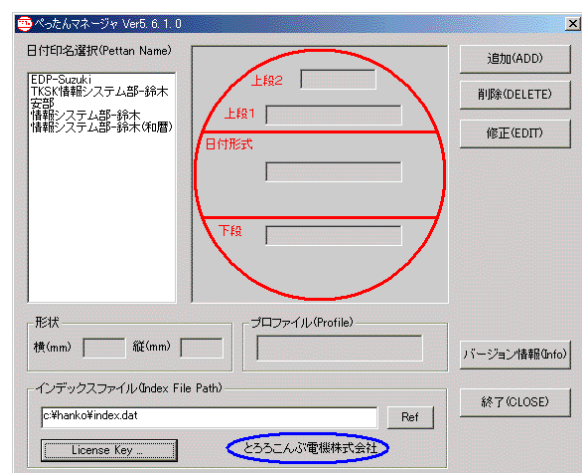 ぺったんマネージャ Ver5. 6. 1. 0
日付印名選択(Pettan Name)
EDP-Suzuki
TKSK情報システム部-鈴木
安部
情報システム部-鈴木
情報システム部-鈴木(和暦)
上段2
上段1
日付形式
下段
追加(ADD)
削除(DELETE)
修正(EDIT)
形状
横(mm)
縦(mm)
プロファイル(Profile)
バージョン情報(Info)
インデックスファイル(Index File Path)
c:¥hanko¥index.dat
Ref
終了(CLOSE)
License Key ...
とろろこんぶ電機株式会社